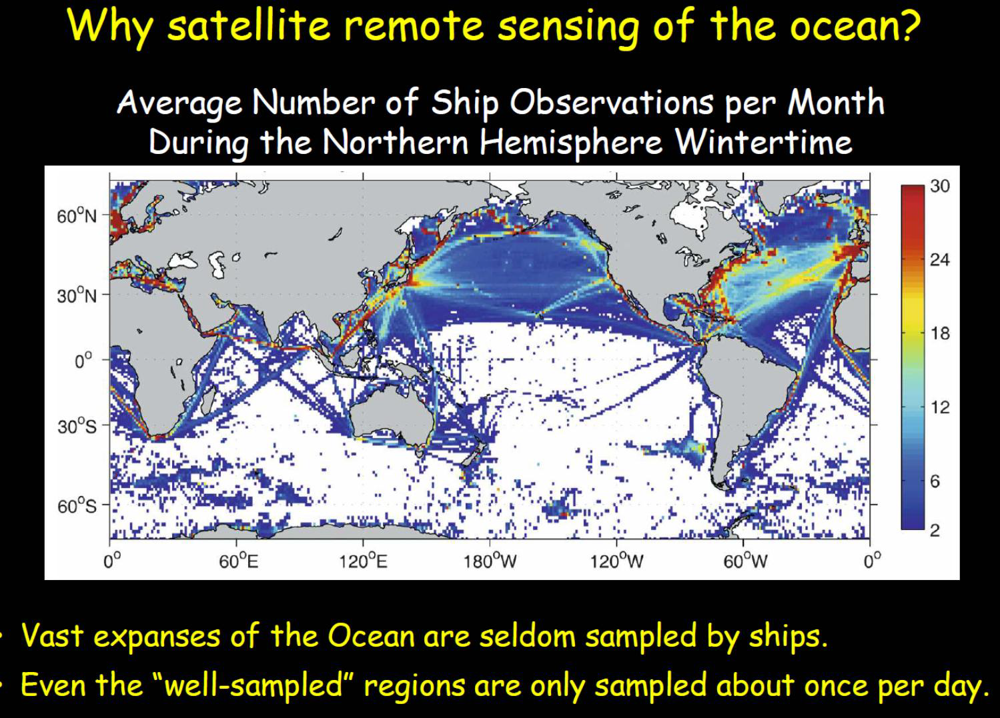 Why satellite remote sensing of the ocean?
Average Number of Ship Observations per Month
During the Northern Hemisphere Wintertime
60°N
30°N
0°
30°S
60°S
0°
60°E
120°E
180°W
120°W
60°W
0°
30
24
18
12
6
2
• Vast expanses of the Ocean are seldom sampled by ships.
• Even the “well-sampled” regions are only sampled about once per day.